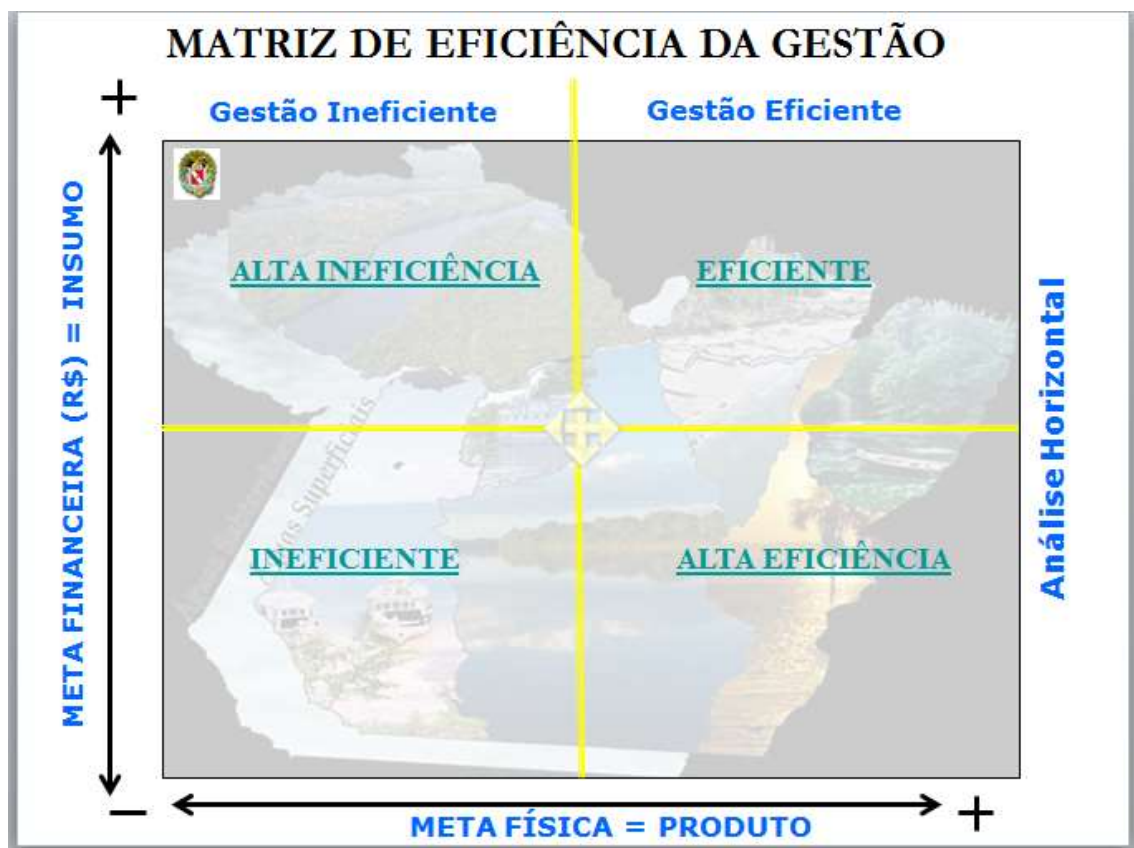 MATRIZ DE EFICIÊNCIA DA GESTÃO
+
Gestão Ineficiente
Gestão Eficiente
META FINANCEIRA (R$) = INSUMO
ALTA INEFICIÊNCIA
EFICIENTE
Análise Horizontal
Superficiais
INEFICIENTE
ALTA EFICIÊNCIA
−
+
META FÍSICA = PRODUTO